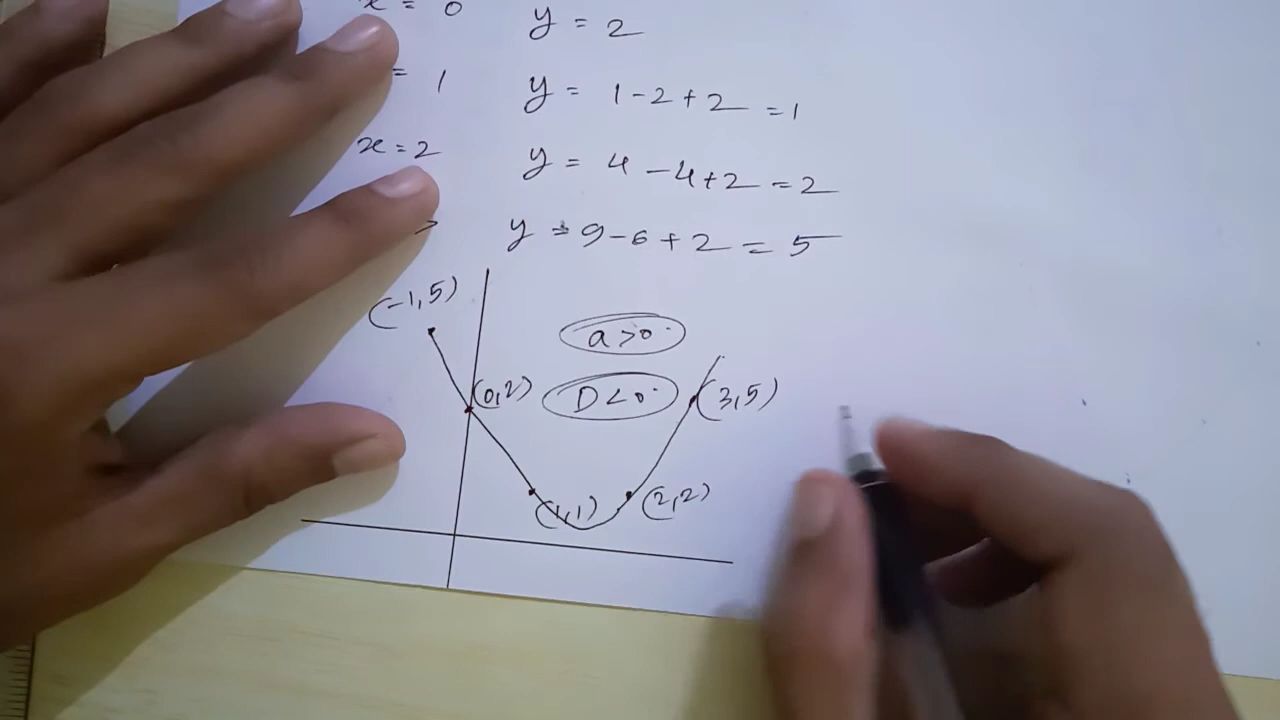 x = 0 y = 2
= 1 y = 1 - 2 + 2 = 1
x = 2 y = 4 - 4 + 2 = 2
y = 9 - 6 + 2 = 5
(-1, 5)
a > 0
(0, 2) D < 0 (3, 5)
(1, 1) (2, 2)